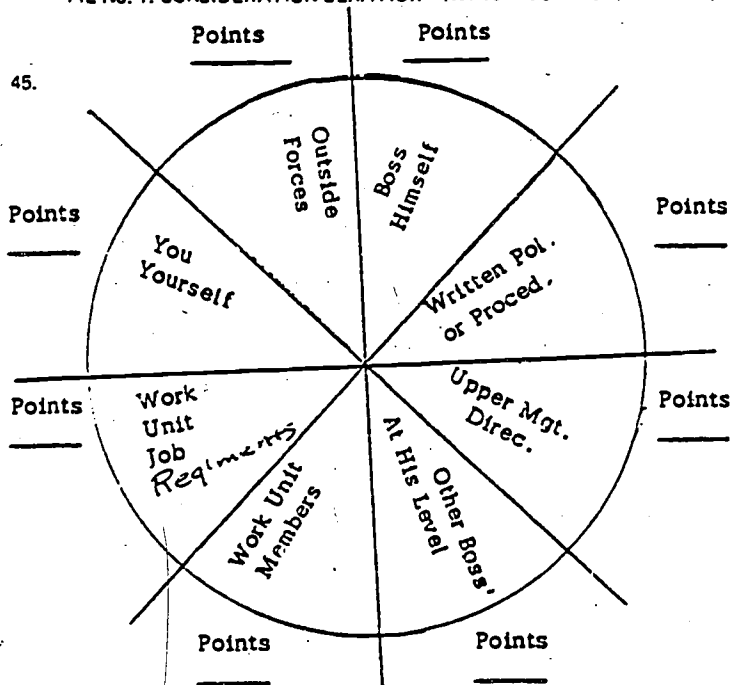 Points
Points
45.
Outside
Forces
Boss
Himself
Points
Points
You
Yourself
Written Pol.
or Proced.
Points
Points
Work
Unit
Job
Reqiments
Upper Mgt.
Direc.
Work Unit
Members
Other Boss'
At His Level
Points
Points